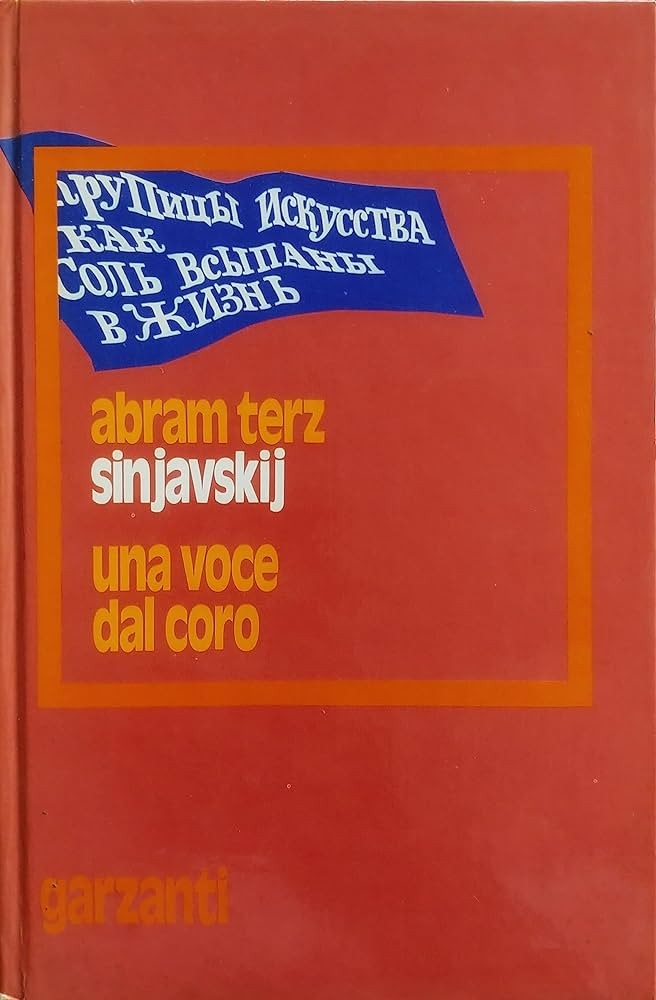 крупицы искусства
как
соль всыпаны
в жизнь
abram terz
sinjavskij
una voce
dal coro
garzanti